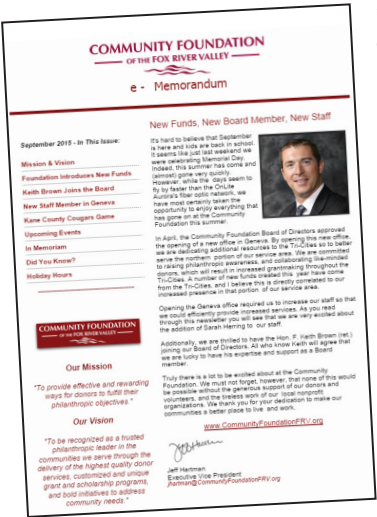 COMMUNITY FOUNDATION
OF THE FOX RIVER VALLEY
e - Memorandum
New Funds, New Board Member, New Staff
September 2015 - In This Issue:
Mission & Vision
Foundation Introduces New Funds
Keith Brown Joins the Board
New Staff Member in Geneva
Kane County Cougars Game
Upcoming Events
In Memoriam
Did You Know?
Holiday Hours
COMMUNITY FOUNDATION
OF THE FOX RIVER VALLEY
Our Mission
"To provide effective and rewarding
ways for donors to fulfill their
philanthropic objectives."
Our Vision
"To be recognized as a trusted
philanthropic leader in the
communities we serve through the
delivery of the highest quality donor
services, customized and unique
grant and scholarship programs,
and bold initiatives to address
community needs."
It's hard to believe that September
is here and kids are back in school.
It seems like just last weekend we
were celebrating Memorial Day.
Indeed, this summer has come and
(almost) gone very quickly.
However, while the days seem to
fly by faster than the OnLite
Aurora's fiber optic network, we
have most certainly taken the
opportunity to enjoy everything that
has gone on at the Community
Foundation this summer.
In April, the Community Foundation Board of Directors approved
the opening of a new office in Geneva. By opening this new office,
we are dedicating additional resources to the Tri-Cities so to better
serve the northern portion of our service area. We are committed
to raising philanthropic awareness, and collaborating like-minded
donors, which will result in increased grantmaking throughout the
Tri-Cities. A number of new funds created this year have come
from the Tri-Cities, and I believe this is directly correlated to our
increased presence in that portion of our service area.
Opening the Geneva office required us to increase our staff so that
we could efficiently provide increased services. As you read
through this newsletter you will see that we are very excited about
the addition of Sarah Herring to our staff.
Additionally, we are thrilled to have the Hon. F. Keith Brown (ret.)
joining our Board of Directors. All who know Keith will agree that
we are lucky to have his expertise and support as a Board
member.
Truly there is a lot to be excited about at the Community
Foundation. We must not forget, however, that none of this would
be possible without the generous support of our donors and
volunteers, and the tireless work of our local nonprofit
organizations. We thank you for your dedication to make our
communities a better place to live and work.
www.CommunityFoundationFRV.org
Jeff Hartman
Executive Vice President
jhartman@CommunityFoundationFRV.org